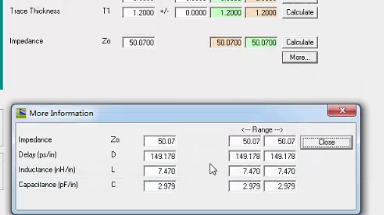 Trace Thickness T1 1.2000 +/- 0.0000 1.2000 1.2000 Calculate
Impedance Zo 50.0700 50.0700 50.0700 Calculate
More...
More Information
<--- Range --->
Impedance Zo 50.07 50.07 50.07 Close
Delay (ps/in) D 149.178 149.178 149.178
Inductance (nH/in) L 7.470 7.470 7.470
Capacitance (pF/in) C 2.979 2.979 2.979